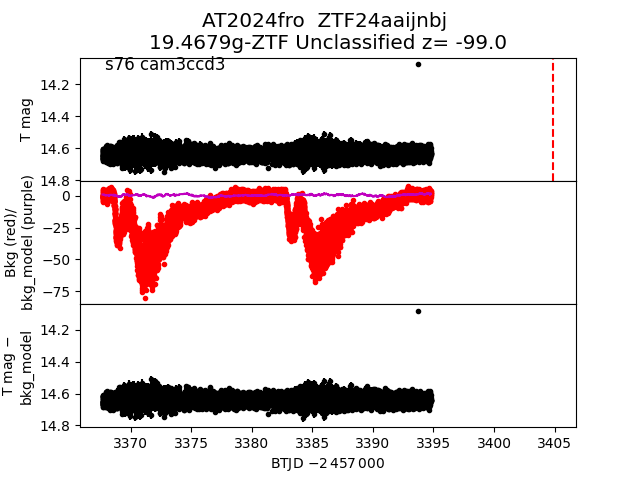 AT2024fro  ZTF24aaijnbj
19.4679g-ZTF Unclassified z= -99.0
s76 cam3ccd3
T mag
14.2
14.4
14.6
14.8
Bkg (red)/
bkg_model (purple)
0
−25
−50
−75
T mag −
bkg_model
14.2
14.4
14.6
14.8
3370 3375 3380 3385 3390 3395 3400 3405
BTJD −2 457 000